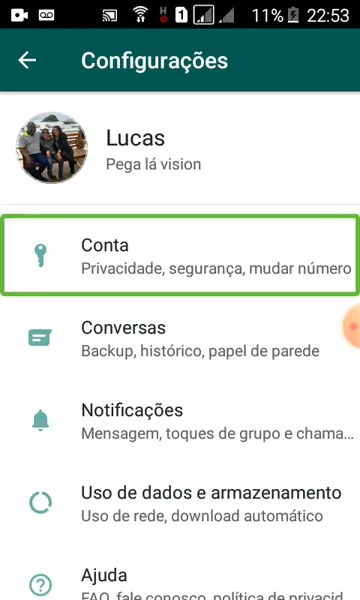 1 11% 22:53
Configurações
Lucas
Pega lá vision
Conta
Privacidade, segurança, mudar número
Conversas
Backup, histórico, papel de parede
Notificações
Mensagem, toques de grupo e chama...
Uso de dados e armazenamento
Uso de rede, download automático
Ajuda
FAQ, fale conosco, política de privacid...